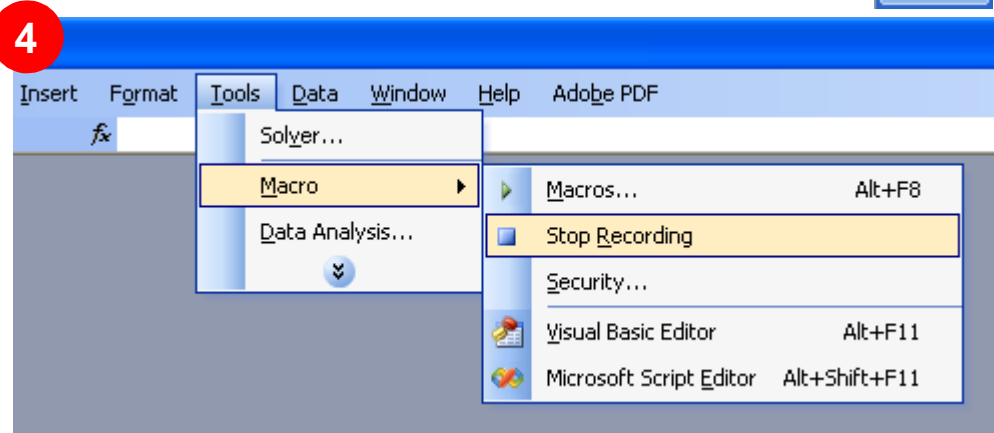 4
Insert Format Tools Data Window Help Adobe PDF
fx
Solver...
Macro
Data Analysis...
Macros... Alt+F8
Stop Recording
Security...
Visual Basic Editor Alt+F11
Microsoft Script Editor Alt+Shift+F11